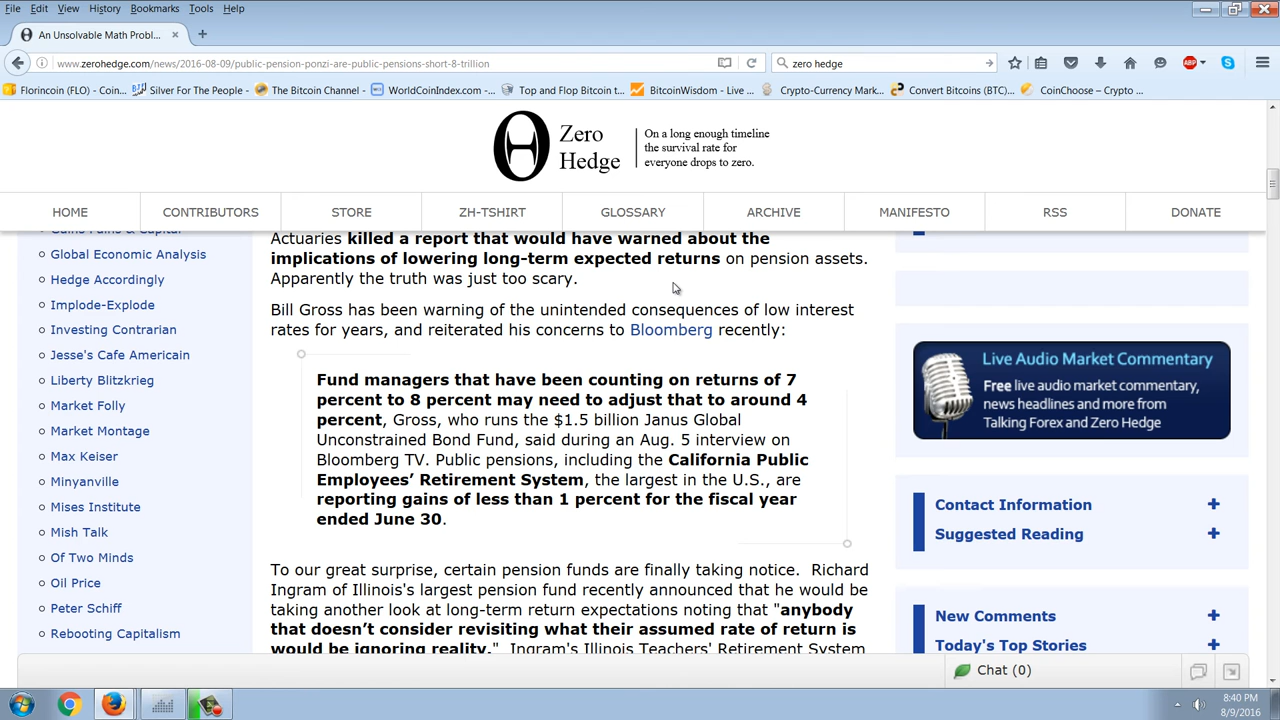 File Edit View History Bookmarks Tools Help
An Unsolvable Math Probl...
www.zerohedge.com/news/2016-08-09/public-pension-ponzi-are-public-pensions-short-8-trillion
zero hedge
ABP
Florincoin (FLO) - Coin...
Silver For The People -
The Bitcoin Channel -
WorldCoinIndex.com -...
Top and Flop Bitcoin t...
BitcoinWisdom - Live ...
Crypto-Currency Mark...
Convert Bitcoins (BTC)...
CoinChoose – Crypto ...
Zero
Hedge
On a long enough timeline
the survival rate for
everyone drops to zero.
HOME CONTRIBUTORS STORE ZH-TSHIRT GLOSSARY ARCHIVE MANIFESTO RSS DONATE
Global Economic Analysis
Hedge Accordingly
Implode-Explode
Investing Contrarian
Jesse's Cafe Americain
Liberty Blitzkrieg
Market Folly
Market Montage
Max Keiser
Minyanville
Mises Institute
Mish Talk
Of Two Minds
Oil Price
Peter Schiff
Rebooting Capitalism
Actuaries killed a report that would have warned about the
implications of lowering long-term expected returns on pension assets.
Apparently the truth was just too scary.
Bill Gross has been warning of the unintended consequences of low interest
rates for years, and reiterated his concerns to Bloomberg recently:
Fund managers that have been counting on returns of 7
percent to 8 percent may need to adjust that to around 4
percent, Gross, who runs the $1.5 billion Janus Global
Unconstrained Bond Fund, said during an Aug. 5 interview on
Bloomberg TV. Public pensions, including the California Public
Employees’ Retirement System, the largest in the U.S., are
reporting gains of less than 1 percent for the fiscal year
ended June 30.
To our great surprise, certain pension funds are finally taking notice. Richard
Ingram of Illinois's largest pension fund recently announced that he would be
taking another look at long-term return expectations noting that "anybody
that doesn’t consider revisiting what their assumed rate of return is
would be ignoring reality." Ingram's Illinois Teachers' Retirement System
Live Audio Market Commentary
Free live audio market commentary,
news headlines and more from
Talking Forex and Zero Hedge
Contact Information
Suggested Reading
New Comments
Today's Top Stories
Chat (0)
8:40 PM
8/9/2016